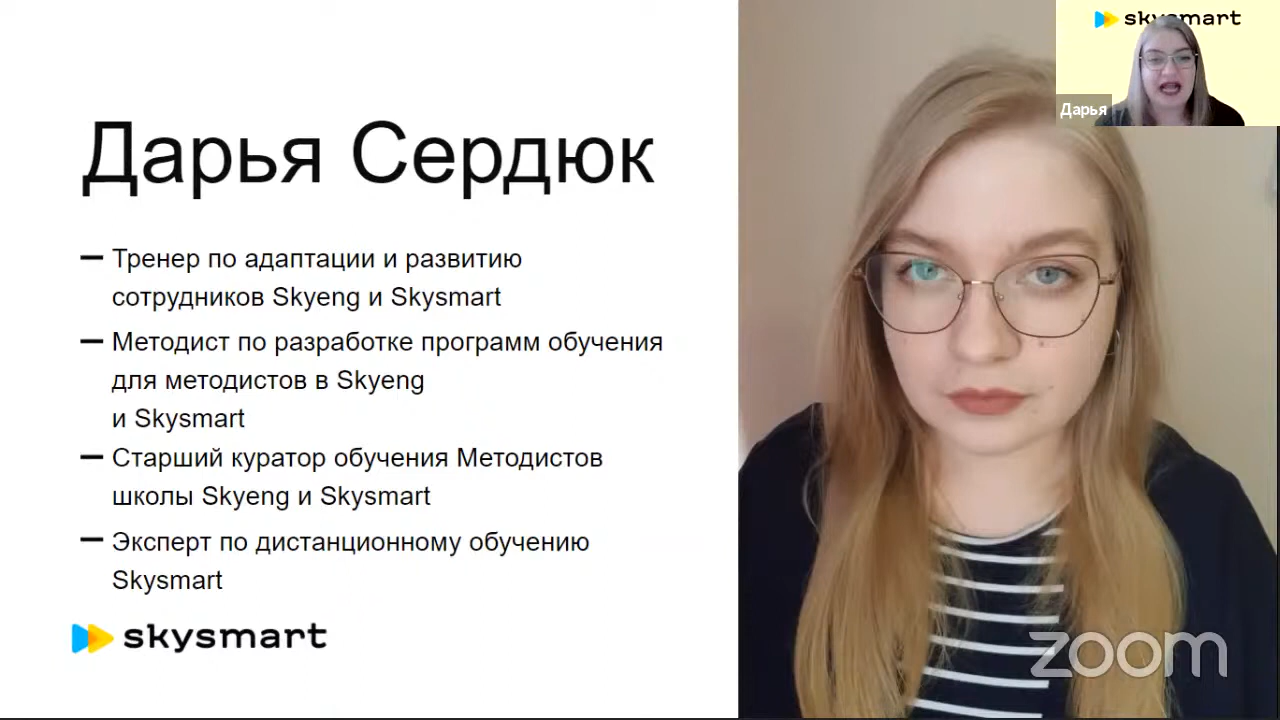 Дарья Сердюк
— Тренер по адаптации и развитию
сотрудников Skyeng и Skysmart
— Методист по разработке программ обучения
для методистов в Skyeng
и Skysmart
— Старший куратор обучения Методистов
школы Skyeng и Skysmart
— Эксперт по дистанционному обучению
Skysmart
skysmart
skysmart
Дарья
zoom